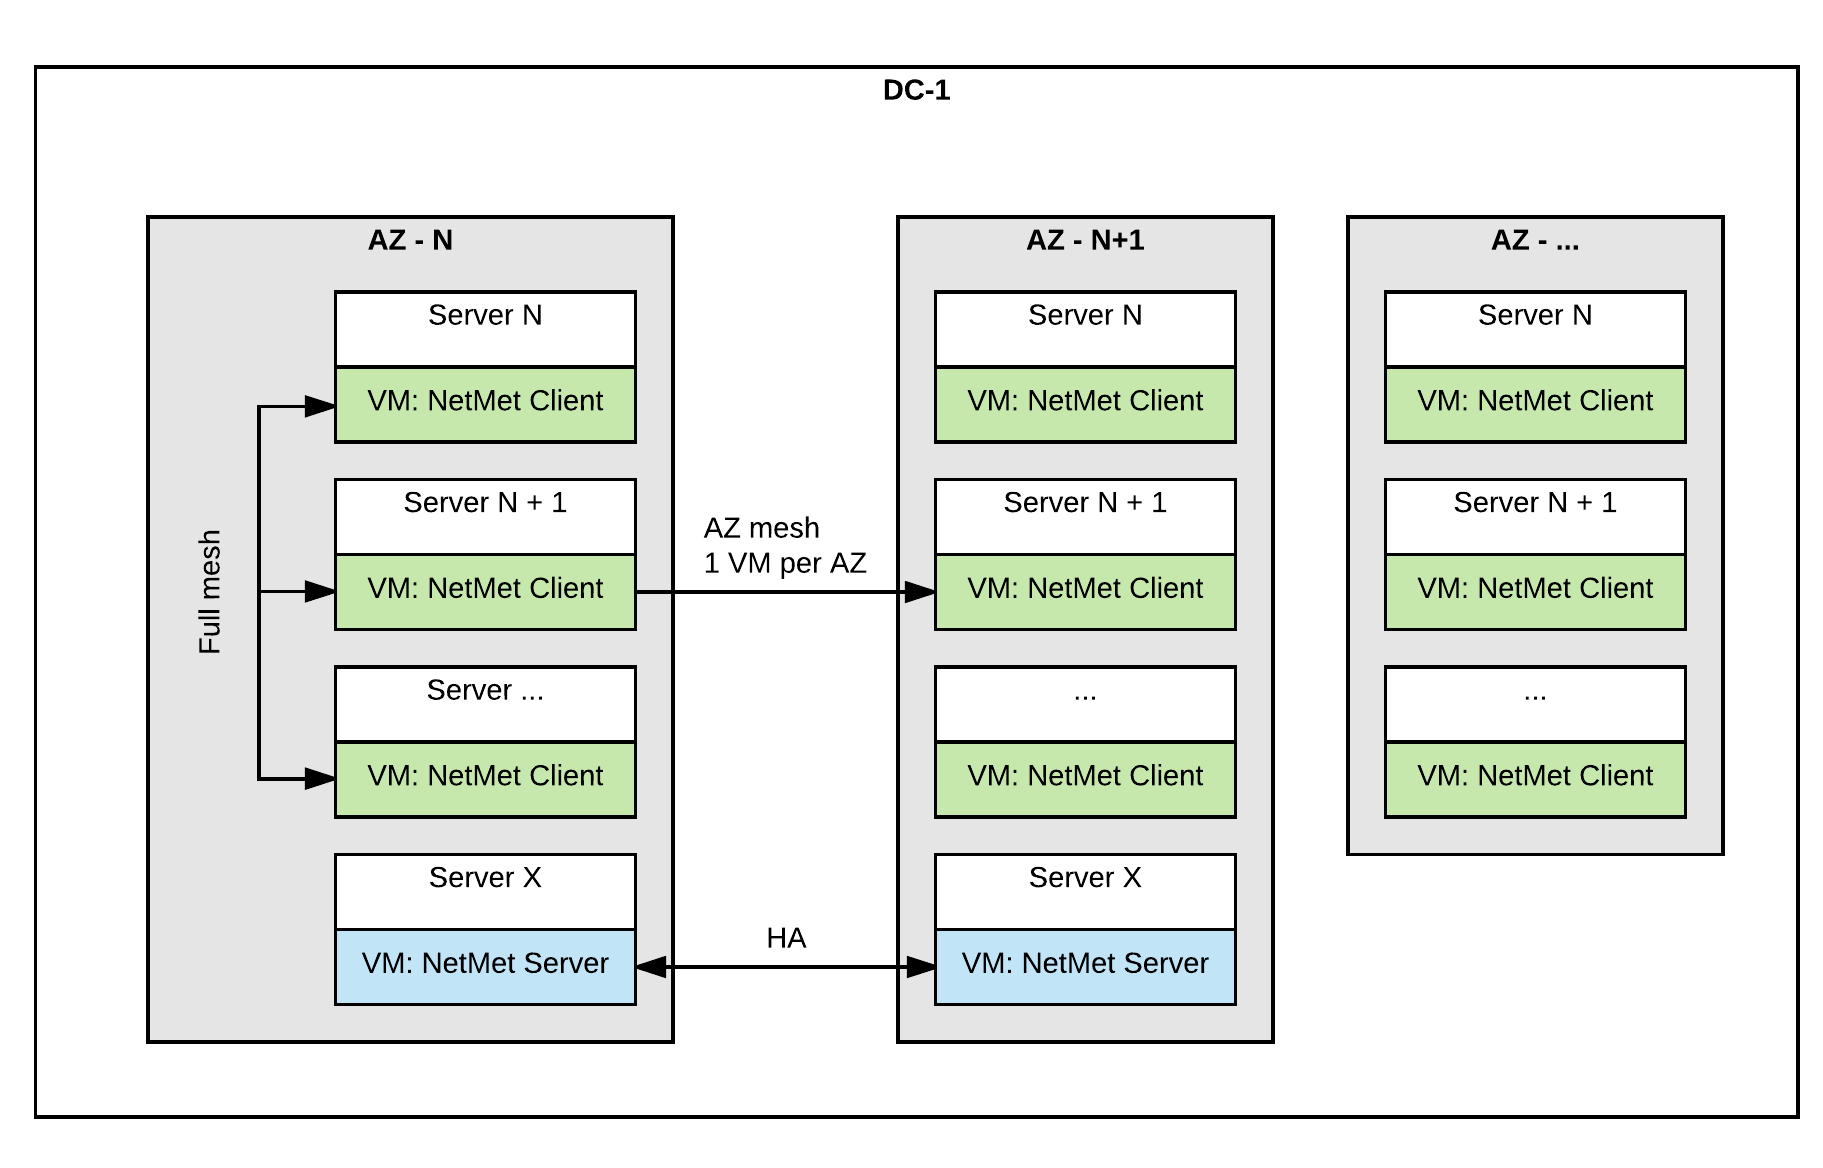 DC-1
AZ - N
Server N
VM: NetMet Client
Server N + 1
VM: NetMet Client
Server ...
VM: NetMet Client
Server X
VM: NetMet Server
Full mesh
AZ mesh
1 VM per AZ
HA
AZ - N+1
Server N
VM: NetMet Client
Server N + 1
VM: NetMet Client
...
VM: NetMet Client
Server X
VM: NetMet Server
AZ - ...
Server N
VM: NetMet Client
Server N + 1
VM: NetMet Client
...
VM: NetMet Client